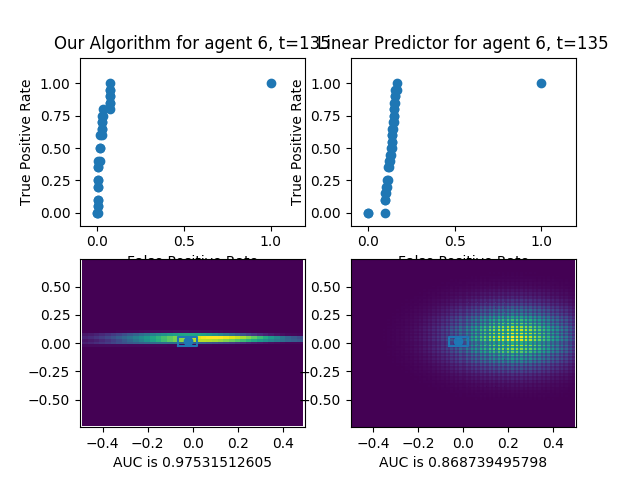 Our Algorithm for agent 6, t=135
Linear Predictor for agent 6, t=135
True Positive Rate
1.00
0.75
0.50
0.25
0.00
0.0 0.5 1.0
False Positive Rate
True Positive Rate
1.00
0.75
0.50
0.25
0.00
0.0 0.5 1.0
False Positive Rate
0.50
0.25
0.00
−0.25
−0.50
−0.4 −0.2 0.0 0.2 0.4
AUC is 0.97531512605
0.50
0.25
0.00
−0.25
−0.50
−0.4 −0.2 0.0 0.2 0.4
AUC is 0.868739495798